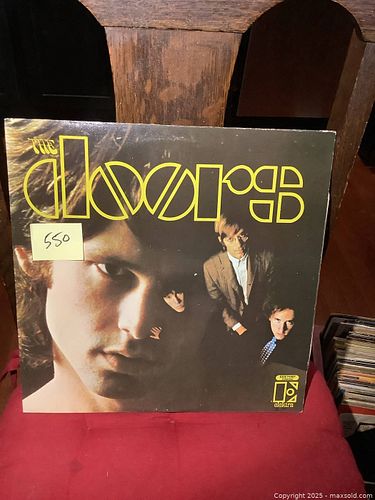 THE
doors
550
elektra
Copyright © 2025 - maxsold.com